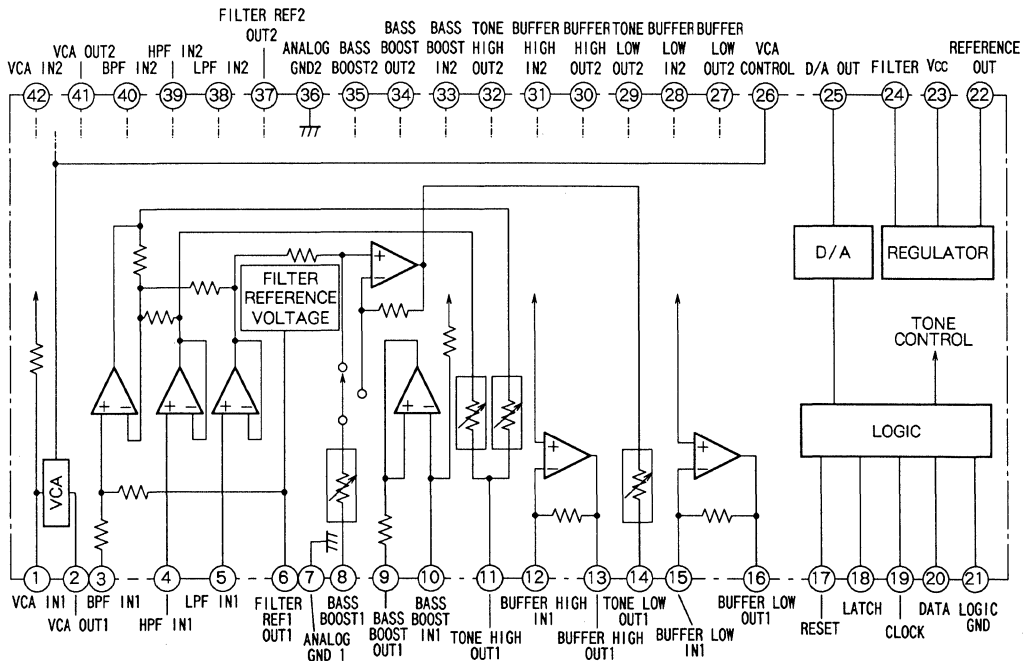 FILTER REF2
OUT2
VCA IN2
VCA OUT2
BPF IN2
HPF IN2
LPF IN2
ANALOG
GND2
BASS
BOOST2
BASS
BOOST
OUT2
BASS
BOOST
IN2
TONE
HIGH
OUT2
BUFFER
HIGH
IN2
BUFFER
HIGH
OUT2
TONE
LOW
OUT2
BUFFER
LOW
IN2
BUFFER
LOW
OUT2
VCA
CONTROL
D/A OUT
FILTER
VCC
REFERENCE
OUT
42 41 40 39 38 37 36 35 34 33 32 31 30 29 28 27 26 25 24 23 22
D/A
REGULATOR
FILTER
REFERENCE
VOLTAGE
TONE
CONTROL
+ −
+ −
+ −
+
−
+
−
+
−
+
−
LOGIC
VCA
1 2 3 4 5 6 7 8 9 10 11 12 13 14 15 16 17 18 19 20 21
VCA IN1
VCA OUT1
BPF IN1
HPF IN1
LPF IN1
FILTER
REF1
OUT1
ANALOG
GND 1
BASS
BOOST1
BASS
BOOST
OUT1
BASS
BOOST
IN1
TONE HIGH
OUT1
BUFFER HIGH
IN1
BUFFER HIGH
OUT1
TONE LOW
OUT1
BUFFER LOW
IN1
BUFFER LOW
OUT1
RESET
LATCH
CLOCK
DATA
LOGIC
GND